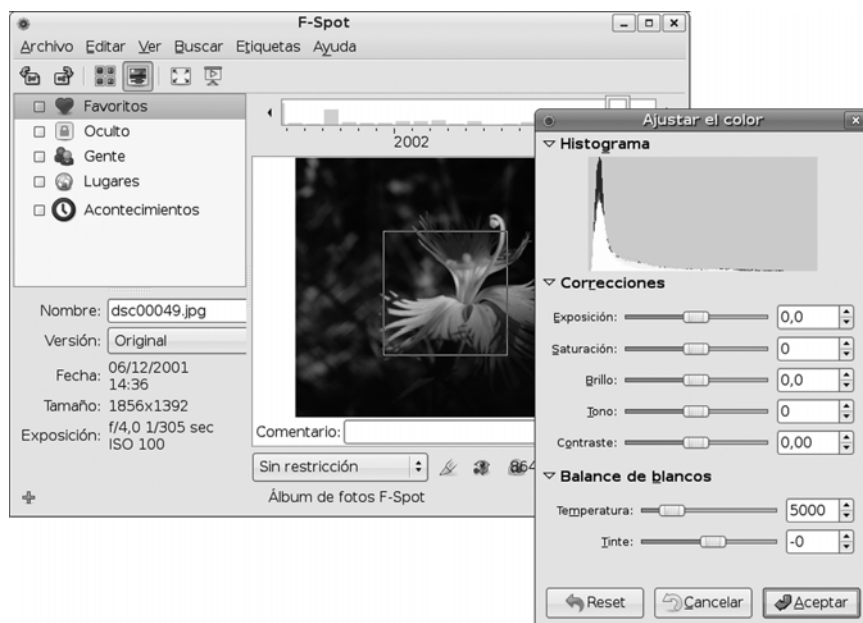 F-Spot
Archivo Editar Ver Buscar Etiquetas Ayuda
Favoritos
Oculto
Gente
Lugares
Acontecimientos
2002
Nombre: dsc00049.jpg
Versión: Original
Fecha: 06/12/2001
14:36
Tamaño: 1856x1392
Exposición: f/4,0 1/305 sec
ISO 100
Comentario:
Sin restricción
864
Álbum de fotos F-Spot
Ajustar el color
Histograma
Correcciones
Exposición: 0,0
Saturación: 0
Brillo: 0,0
Tono: 0
Contraste: 0,00
Balance de blancos
Temperatura: 5000
Tinte: -0
Reset Cancelar Aceptar